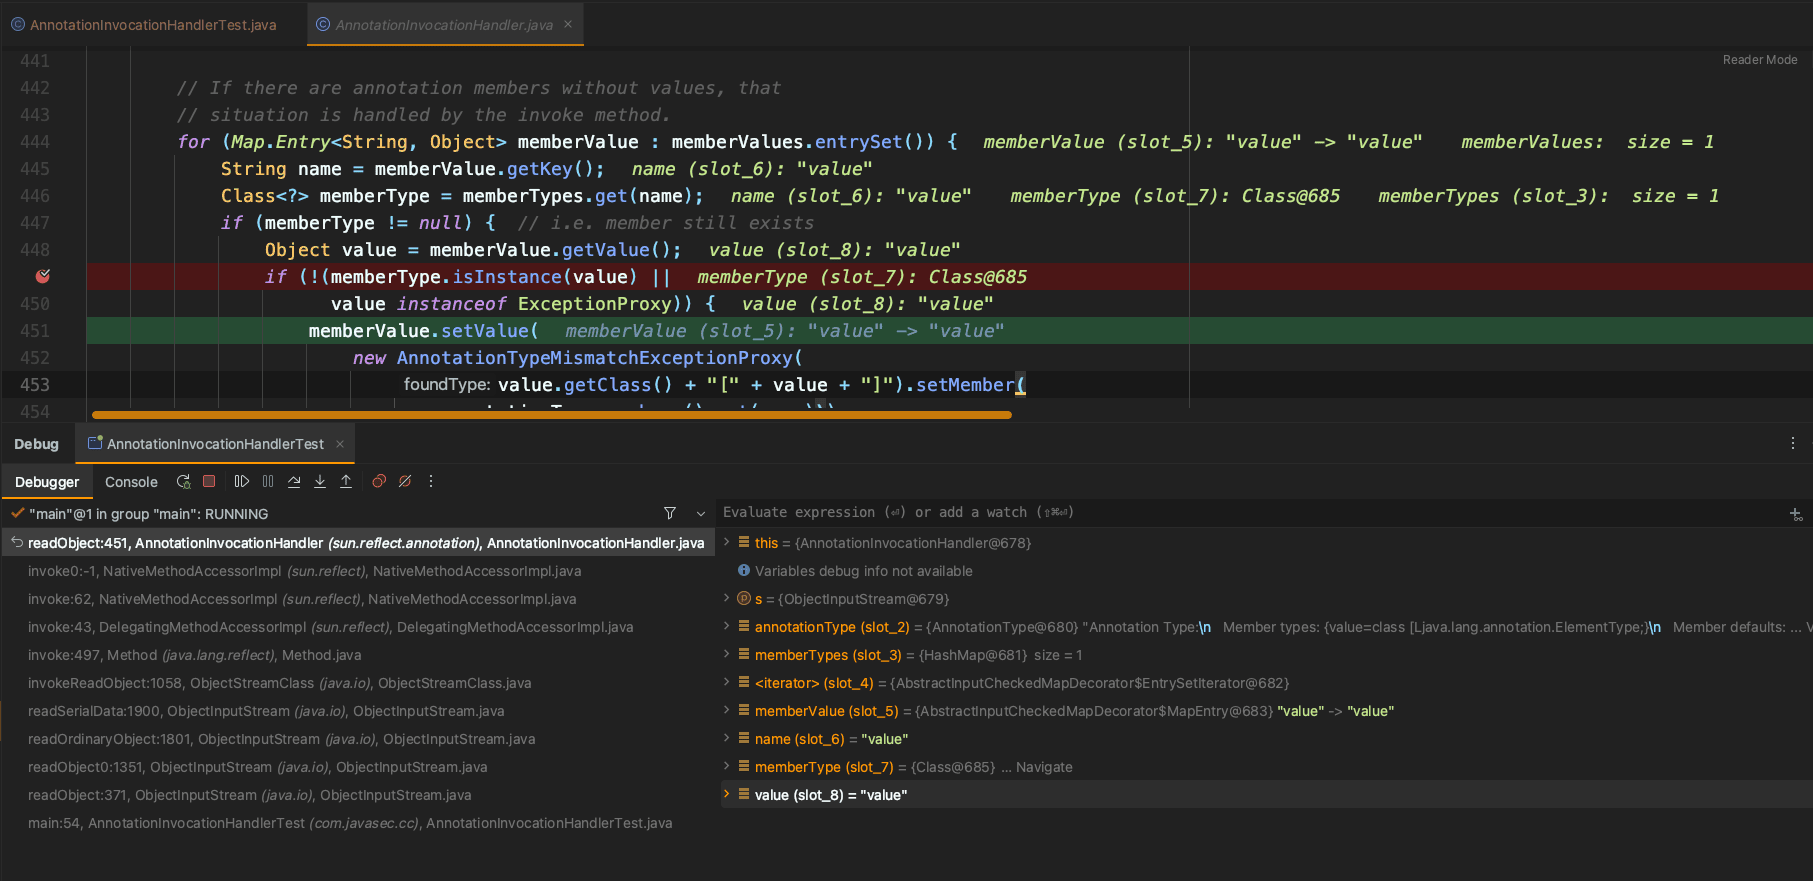 AnnotationInvocationHandlerTest.java
AnnotationInvocationHandler.java ×
Reader Mode
441
442 // If there are annotation members without values, that
443 // situation is handled by the invoke method.
444 for (Map.Entry<String, Object> memberValue : memberValues.entrySet()) { memberValue (slot_5): "value" -> "value" memberValues: size = 1
445 String name = memberValue.getKey(); name (slot_6): "value"
446 Class<?> memberType = memberTypes.get(name); name (slot_6): "value" memberType (slot_7): Class@685 memberTypes (slot_3): size = 1
447 if (memberType != null) { // i.e. member still exists
448 Object value = memberValue.getValue(); value (slot_8): "value"
if (!(memberType.isInstance(value) || memberType (slot_7): Class@685
450 value instanceof ExceptionProxy)) { value (slot_8): "value"
451 memberValue.setValue( memberValue (slot_5): "value" -> "value"
452 new AnnotationTypeMismatchExceptionProxy(
453 foundType: value.getClass() + "[" + value + "]").setMember(
454
Debug AnnotationInvocationHandlerTest ×
Debugger Console
"main"@1 in group "main": RUNNING
Evaluate expression (⏎) or add a watch (⇧⌘⏎)
readObject:451, AnnotationInvocationHandler (sun.reflect.annotation), AnnotationInvocationHandler.java
invoke0:-1, NativeMethodAccessorImpl (sun.reflect), NativeMethodAccessorImpl.java
invoke:62, NativeMethodAccessorImpl (sun.reflect), NativeMethodAccessorImpl.java
invoke:43, DelegatingMethodAccessorImpl (sun.reflect), DelegatingMethodAccessorImpl.java
invoke:497, Method (java.lang.reflect), Method.java
invokeReadObject:1058, ObjectStreamClass (java.io), ObjectStreamClass.java
readSerialData:1900, ObjectInputStream (java.io), ObjectInputStream.java
readOrdinaryObject:1801, ObjectInputStream (java.io), ObjectInputStream.java
readObject0:1351, ObjectInputStream (java.io), ObjectInputStream.java
readObject:371, ObjectInputStream (java.io), ObjectInputStream.java
main:54, AnnotationInvocationHandlerTest (com.javasec.cc), AnnotationInvocationHandlerTest.java
this = {AnnotationInvocationHandler@678}
Variables debug info not available
s = {ObjectInputStream@679}
annotationType (slot_2) = {AnnotationType@680} "Annotation Type:\n Member types: {value=class [Ljava.lang.annotation.ElementType;}\n Member defaults: ... V
memberTypes (slot_3) = {HashMap@681} size = 1
<iterator> (slot_4) = {AbstractInputCheckedMapDecorator$EntrySetIterator@682}
memberValue (slot_5) = {AbstractInputCheckedMapDecorator$MapEntry@683} "value" -> "value"
name (slot_6) = "value"
memberType (slot_7) = {Class@685} ... Navigate
value (slot_8) = "value"